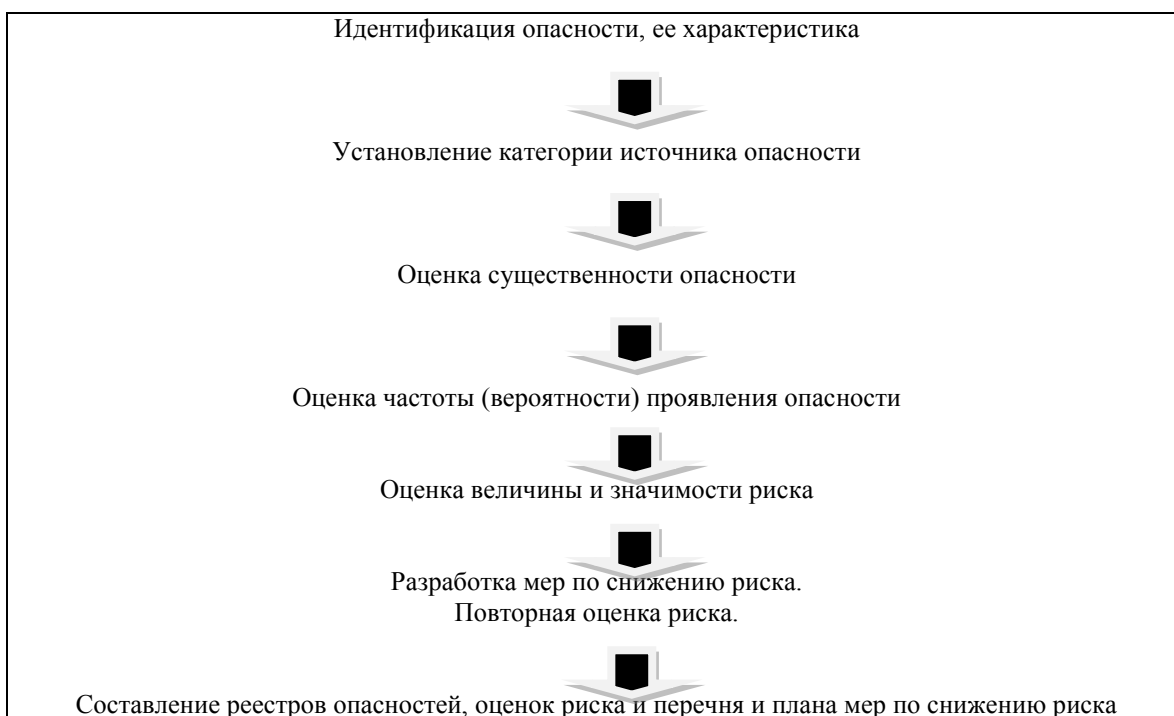 Идентификация опасности, ее характеристика
Установление категории источника опасности
Оценка существенности опасности
Оценка частоты (вероятности) проявления опасности
Оценка величины и значимости риска
Разработка мер по снижению риска.
Повторная оценка риска.
Составление реестров опасностей, оценок риска и перечня и плана мер по снижению риска